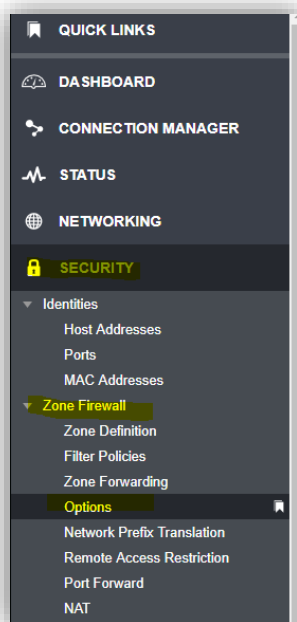 QUICK LINKS
DASHBOARD
CONNECTION MANAGER
STATUS
NETWORKING
SECURITY
Identities
Host Addresses
Ports
MAC Addresses
Zone Firewall
Zone Definition
Filter Policies
Zone Forwarding
Options
Network Prefix Translation
Remote Access Restriction
Port Forward
NAT